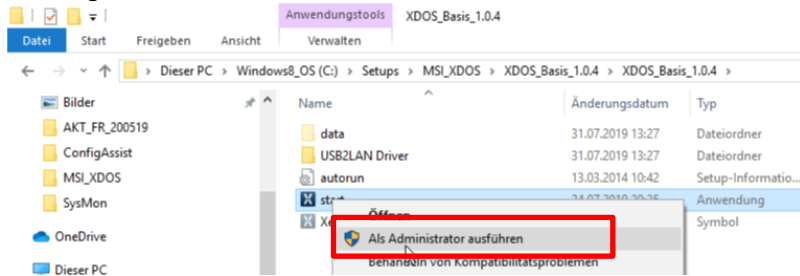 Anwendungstools XDOS_Basis_1.0.4
Datei Start Freigeben Ansicht Verwalten
Dieser PC > Windows8_OS (C:) > Setups > MSI_XDOS > XDOS_Basis_1.0.4 > XDOS_Basis_1.0.4 >
Bilder
AKT_FR_200519
ConfigAssist
MSI_XDOS
SysMon
OneDrive
Dieser PC
Name Änderungsdatum Typ
data 31.07.2019 13:27 Dateiordner
USB2LAN Driver 31.07.2019 13:27 Dateiordner
autorun 13.03.2014 10:42 Setup-Informatio...
Anwendung
Symbol
Öffnen
Als Administrator ausführen
Behandeln von Kompatibilitätsproblemen